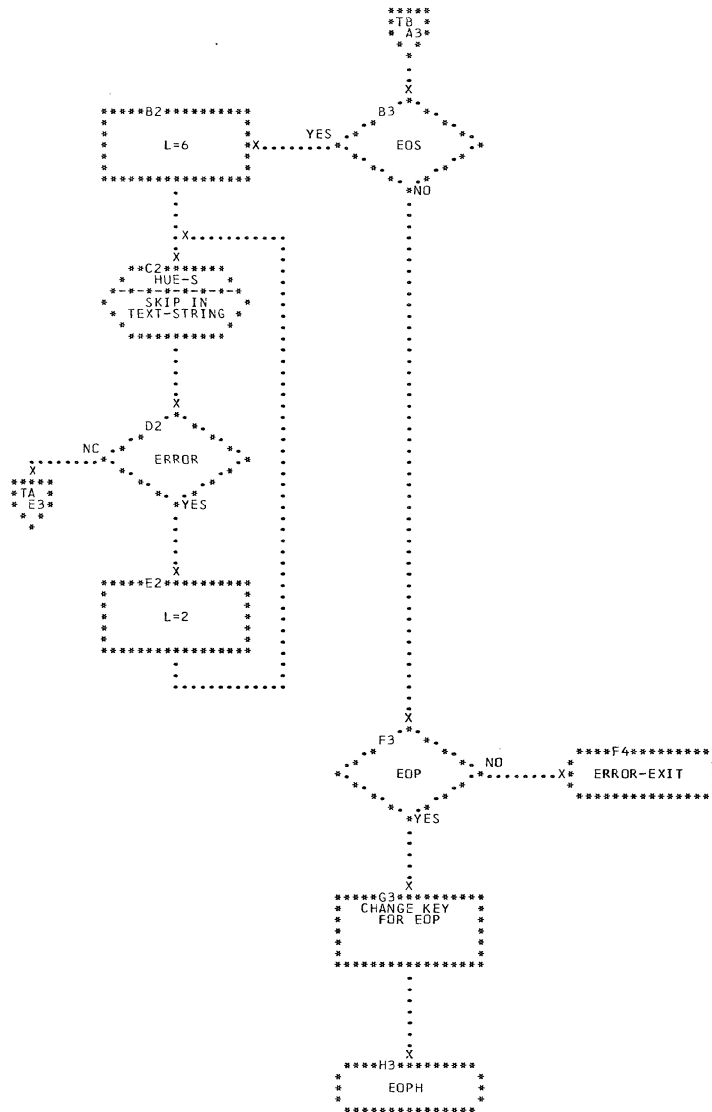 TB
A3
B2
B3
YES
L=6
EOS
NO
C2
HUE-S
SKIP IN
TEXT-STRING
D2
NC
ERROR
TA
E3
YES
E2
L=2
F3
F4
NO
EOP
ERROR-EXIT
YES
G3
CHANGE KEY
FOR EOP
H3
EOPH